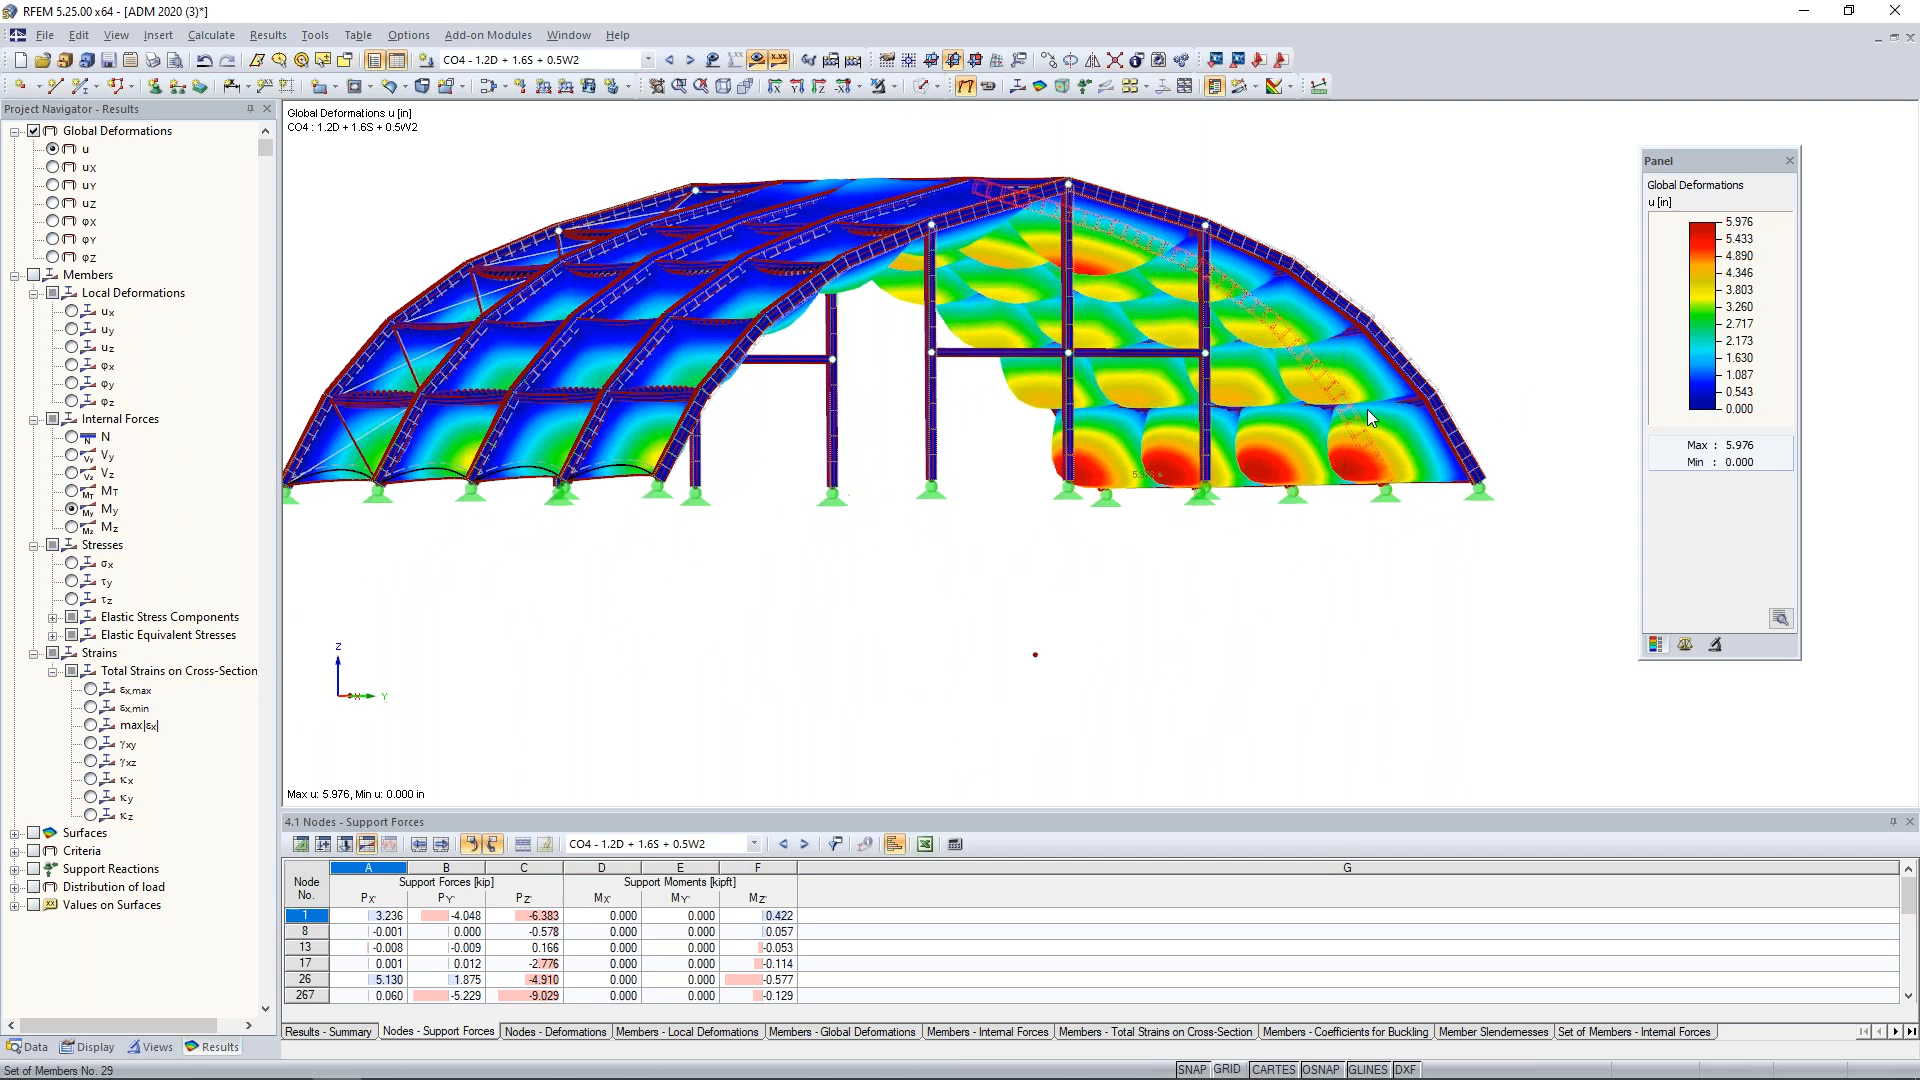 RFEM 5.25.00 x64 - [ADM 2020 (3)*]
File Edit View Insert Calculate Results Tools Table Options Add-on Modules Window Help
CO4 - 1.2D + 1.6S + 0.5W2
Project Navigator - Results
Global Deformations
u
uX
uY
uZ
φX
φY
φZ
Members
Local Deformations
ux
uy
uz
φx
φy
φz
Internal Forces
N
Vy
Vz
MT
My
Mz
Stresses
σx
τy
τz
Elastic Stress Components
Elastic Equivalent Stresses
Strains
Total Strains on Cross-Section
εx,max
εx,min
max|εx|
γxy
γxz
κx
κy
κz
Surfaces
Criteria
Support Reactions
Distribution of load
Values on Surfaces
Data Display Views Results
Global Deformations u [in]
CO4 : 1.2D + 1.6S + 0.5W2
Z
X
Y
Max u: 5.976, Min u: 0.000 in
Panel
Global Deformations
u [in]
5.976
5.433
4.890
4.346
3.803
3.260
2.717
2.173
1.630
1.087
0.543
0.000
Max : 5.976
Min : 0.000
4.1 Nodes - Support Forces
CO4 - 1.2D + 1.6S + 0.5W2
A B C D E F G
Node No. Support Forces [kip] Support Moments [kipft]
PX' PY' PZ' MX' MY' MZ'
1 3.236 -4.048 -6.383 0.000 0.000 0.422
8 -0.001 0.000 -0.578 0.000 0.000 0.057
13 -0.008 -0.009 0.166 0.000 0.000 -0.053
17 0.001 0.012 -2.776 0.000 0.000 -0.114
26 5.130 1.875 -4.910 0.000 0.000 -0.577
267 0.060 -5.229 -9.029 0.000 0.000 -0.129
Results - Summary Nodes - Support Forces Nodes - Deformations Members - Local Deformations Members - Global Deformations Members - Internal Forces Members - Total Strains on Cross-Section Members - Coefficients for Buckling Member Slendernesses Set of Members - Internal Forces
Set of Members No. 29
SNAP GRID CARTES OSNAP GLINES DXF